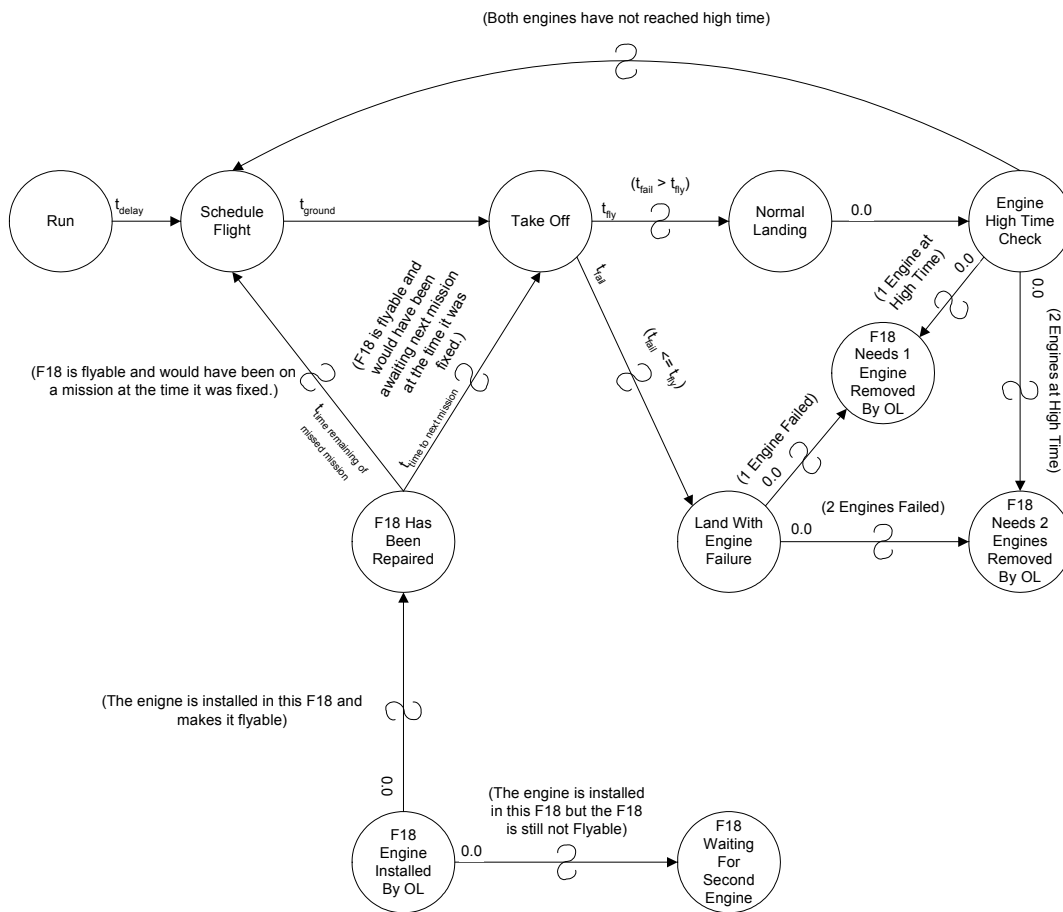 (Both engines have not reached high time)
Run
t_delay
Schedule
Flight
t_ground
Take Off
t_fly
(t_fail > t_fly)
Normal
Landing
0.0
Engine
High Time
Check
t_fail
(t_fail <= t_fly)
(1 Engine at
High Time)
0.0
0.0
(2 Engines at High Time)
F18
Needs 1
Engine
Removed
By OL
(F18 is flyable and
would have been
awaiting next mission
at the time it was
fixed.)
t_time to next mission
(F18 is flyable and would have been on
a mission at the time it was fixed.)
t_time remaining of
missed mission
F18 Has
Been
Repaired
Land With
Engine
Failure
(1 Engine Failed)
0.0
(2 Engines Failed)
0.0
F18
Needs 2
Engines
Removed
By OL
(The enigne is installed in this F18 and
makes it flyable)
0.0
F18
Engine
Installed
By OL
0.0
(The engine is installed
in this F18 but the F18
is still not Flyable)
F18
Waiting
For
Second
Engine